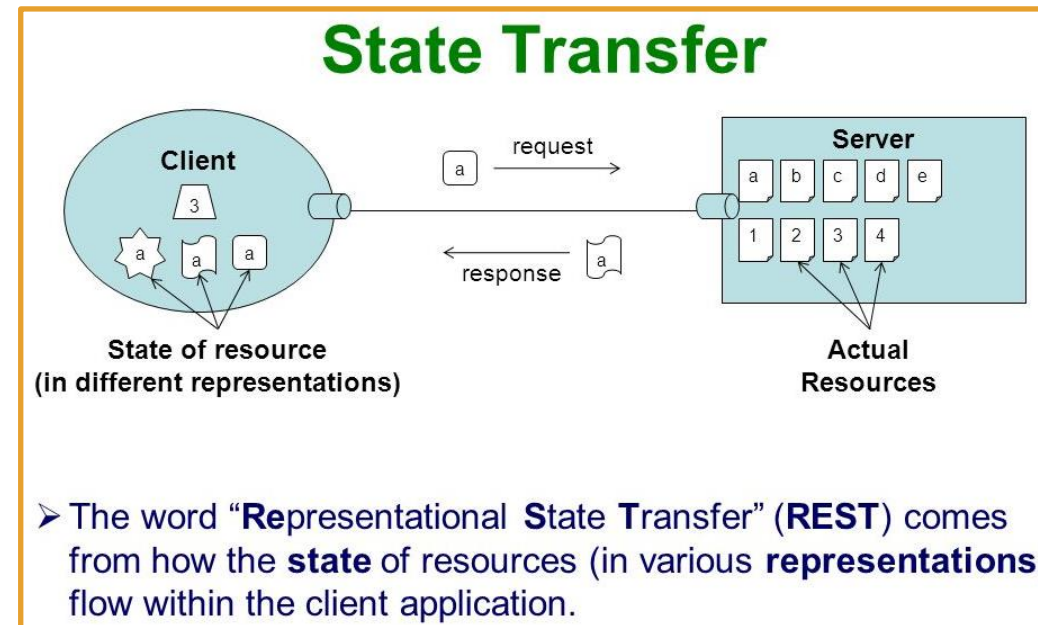 State Transfer
Client
3
a a a
a request
response a
Server
a b c d e
1 2 3 4
State of resource
(in different representations)
Actual
Resources
➢ The word “Representational State Transfer” (REST) comes
from how the state of resources (in various representations
flow within the client application.